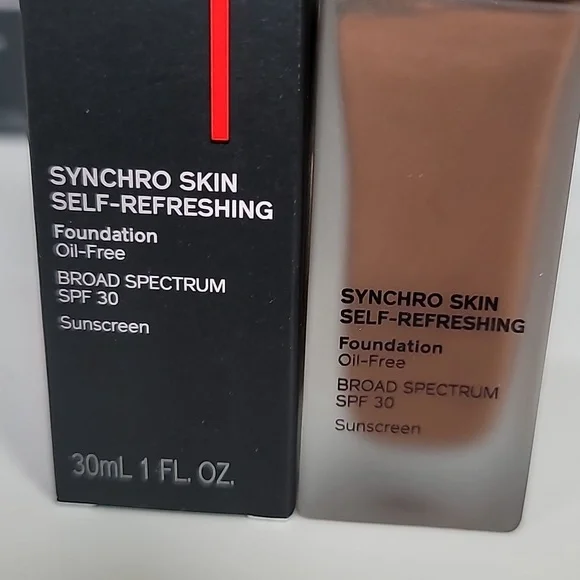 SYNCHRO SKIN
SELF-REFRESHING
Foundation
Oil-Free
BROAD SPECTRUM
SPF 30
Sunscreen
30mL 1 FL. OZ.
SYNCHRO SKIN
SELF-REFRESHING
Foundation
Oil-Free
BROAD SPECTRUM
SPF 30
Sunscreen